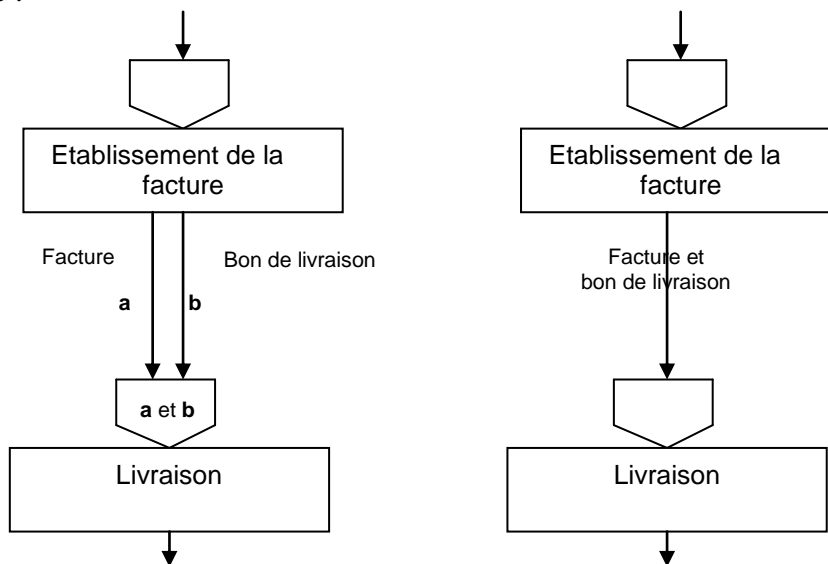 Etablissement de la
facture
Facture
Bon de livraison
a
b
a et b
Livraison
Etablissement de la
facture
Facture et
bon de livraison
Livraison